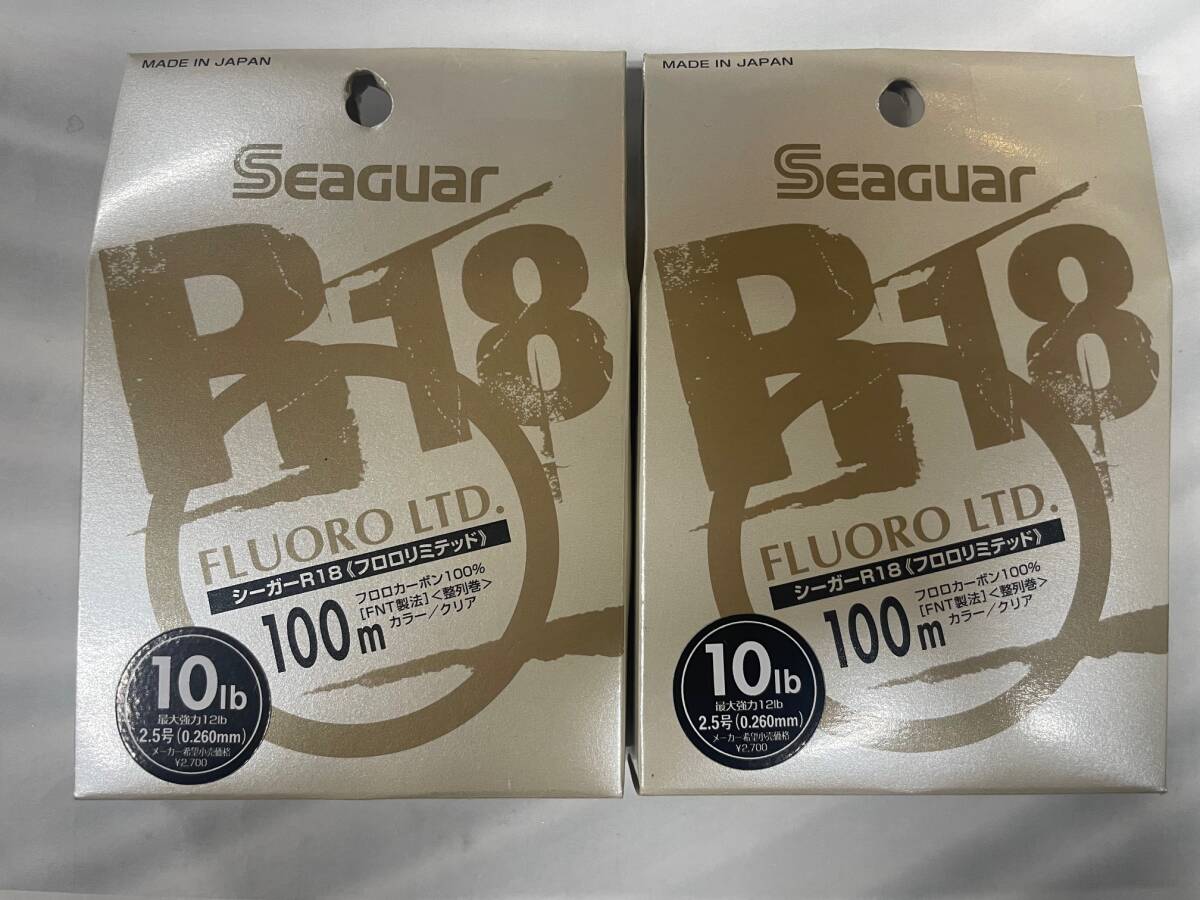 MADE IN JAPAN
SEAGUAR
R18
FLUORO LTD.
シーガーR18《フロロリミテッド》
100m
フロロカーボン100%
[FNT製法]<整列巻>
カラー/クリア
10lb
最大強力12lb
2.5号(0.260mm)
メーカー希望小売価格
¥2,700
MADE IN JAPAN
SEAGUAR
R18
FLUORO LTD.
シーガーR18《フロロリミテッド》
100m
フロロカーボン100%
[FNT製法]<整列巻>
カラー/クリア
10lb
最大強力12lb
2.5号(0.260mm)
メーカー希望小売価格
¥2,700